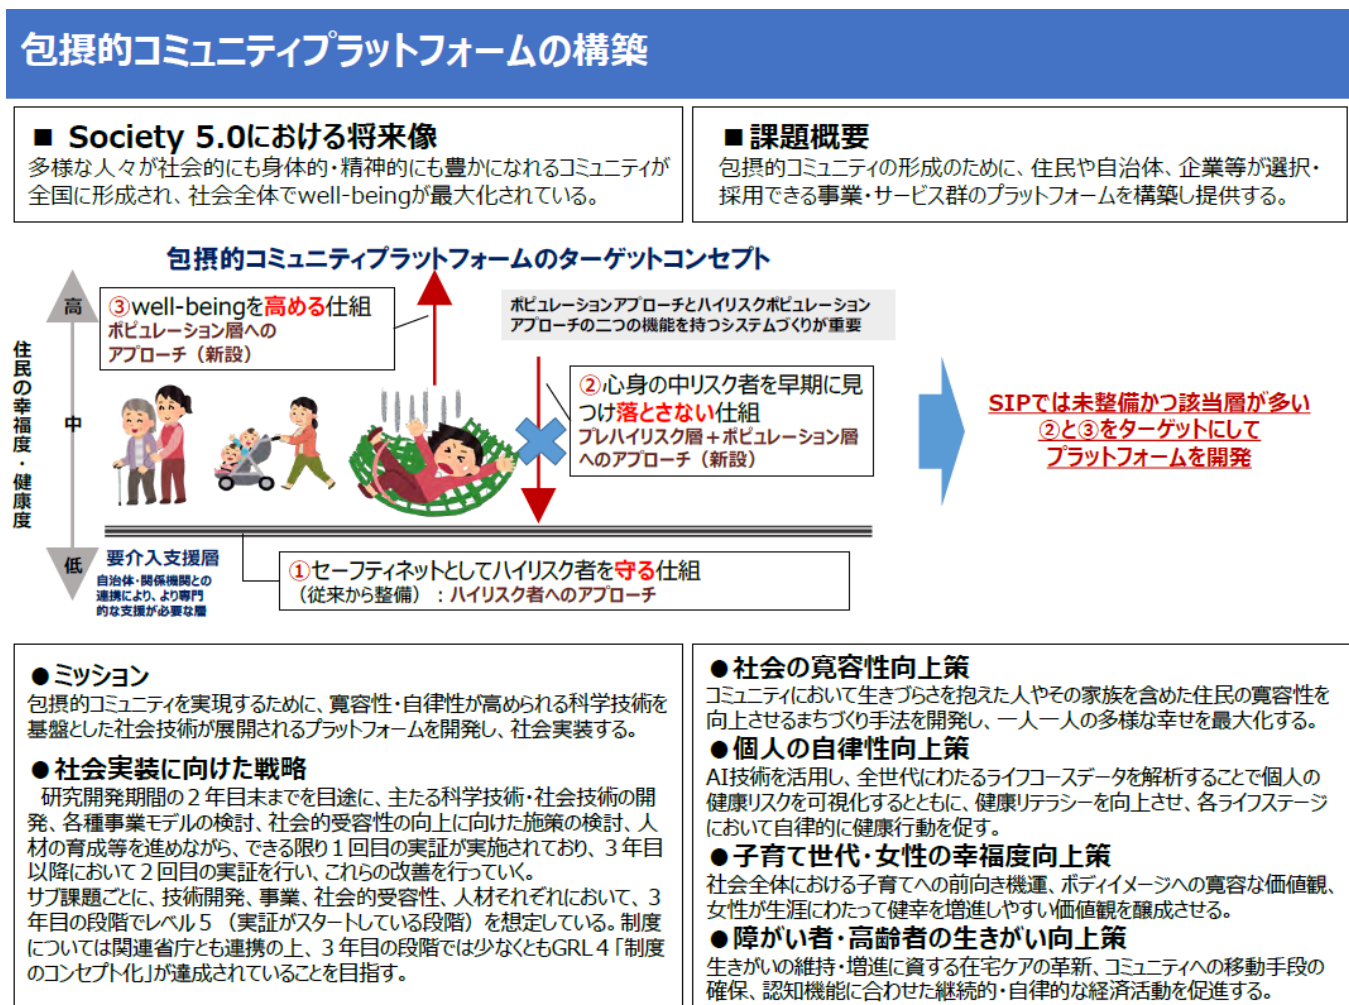 包摂的コミュニティプラットフォームの構築
■ Society 5.0における将来像
多様な人々が社会的にも身体的・精神的にも豊かになれるコミュニティが
全国に形成され、社会全体でwell-beingが最大化されている。
■課題概要
包摂的コミュニティの形成のために、住民や自治体、企業等が選択・
採用できる事業・サービス群のプラットフォームを構築し提供する。
包摂的コミュニティプラットフォームのターゲットコンセプト
住民の幸福度・健康度
高
中
低
③well-beingを高める仕組
ポピュレーション層への
アプローチ（新設）
ポピュレーションアプローチとハイリスクポピュレーション
アプローチの二つの機能を持つシステムづくりが重要
②心身の中リスク者を早期に見
つけ落とさない仕組
プレハイリスク層＋ポピュレーション層
へのアプローチ（新設）
SIPでは未整備かつ該当層が多い
②と③をターゲットにして
プラットフォームを開発
要介入支援層
自治体・関係機関との
連携により、より専門
的な支援が必要な層
①セーフティネットとしてハイリスク者を守る仕組
（従来から整備）：ハイリスク者へのアプローチ
●ミッション
包摂的コミュニティを実現するために、寛容性・自律性が高められる科学技術を
基盤とした社会技術が展開されるプラットフォームを開発し、社会実装する。
●社会実装に向けた戦略
研究開発期間の２年目末までを目途に、主たる科学技術・社会技術の開
発、各種事業モデルの検討、社会的受容性の向上に向けた施策の検討、人
材の育成等を進めながら、できる限り１回目の実証が実施されており、３年目
以降において２回目の実証を行い、これらの改善を行っていく。
サブ課題ごとに、技術開発、事業、社会的受容性、人材それぞれにおいて、３
年目の段階でレベル５（実証がスタートしている段階）を想定している。制度
については関連省庁とも連携の上、３年目の段階では少なくともGRL４「制度
のコンセプト化」が達成されていることを目指す。
●社会の寛容性向上策
コミュニティにおいて生きづらさを抱えた人やその家族を含めた住民の寛容性を
向上させるまちづくり手法を開発し、一人一人の多様な幸せを最大化する。
●個人の自律性向上策
AI技術を活用し、全世代にわたるライフコースデータを解析することで個人の
健康リスクを可視化するとともに、健康リテラシーを向上させ、各ライフステージ
において自律的に健康行動を促す。
●子育て世代・女性の幸福度向上策
社会全体における子育てへの前向き機運、ボディイメージへの寛容な価値観、
女性が生涯にわたって健幸を増進しやすい価値観を醸成させる。
●障がい者・高齢者の生きがい向上策
生きがいの維持・増進に資する在宅ケアの革新、コミュニティへの移動手段の
確保、認知機能に合わせた継続的・自律的な経済活動を促進する。